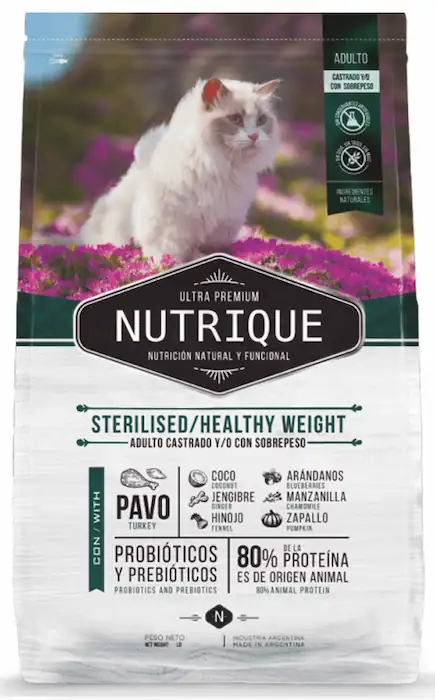 ADULTO
CASTRADO Y/O
CON SOBREPESO
INGREDIENTES
NATURALES
ULTRA PREMIUM
NUTRIQUE
NUTRICIÓN NATURAL Y FUNCIONAL
STERILISED/HEALTHY WEIGHT
ADULTO CASTRADO Y/O CON SOBREPESO
CON / WITH
PAVO
TURKEY
COCO
COCONUT
JENGIBRE
GINGER
HINOJO
FENNEL
ARÁNDANOS
BLUEBERRIES
MANZANILLA
CHAMOMILE
ZAPALLO
PUMPKIN
PROBIÓTICOS
Y PREBIÓTICOS
PROBIOTICS AND PREBIOTICS
80% DE LA PROTEÍNA
ES DE ORIGEN ANIMAL
80% ANIMAL PROTEIN
N
PESO NETO
NET WEIGHT LB
INDUSTRIA ARGENTINA
MADE IN ARGENTINA